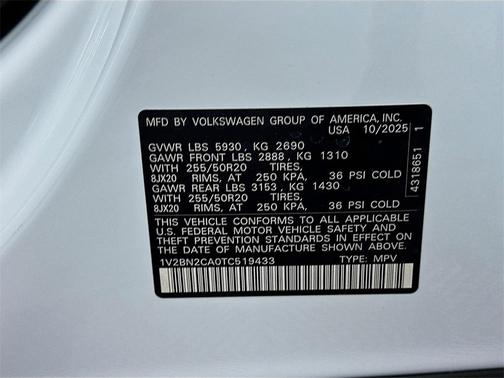 MFD BY VOLKSWAGEN GROUP OF AMERICA, INC.
USA 10/2025
GVWR LBS 5930, KG 2690
GAWR FRONT LBS 2888, KG 1310
WITH 255/50R20 TIRES,
8JX20 RIMS, AT 250 KPA, 36 PSI COLD
GAWR REAR LBS 3153, KG 1430
WITH 255/50R20 TIRES,
8JX20 RIMS, AT 250 KPA, 36 PSI COLD
THIS VEHICLE CONFORMS TO ALL APPLICABLE
U.S. FEDERAL MOTOR VEHICLE SAFETY AND
THEFT PREVENTION STANDARDS IN EFFECT ON
THE DATE OF MANUFACTURE SHOWN ABOVE.
1V2BN2CA0TC519433 TYPE: MPV
4318651 1